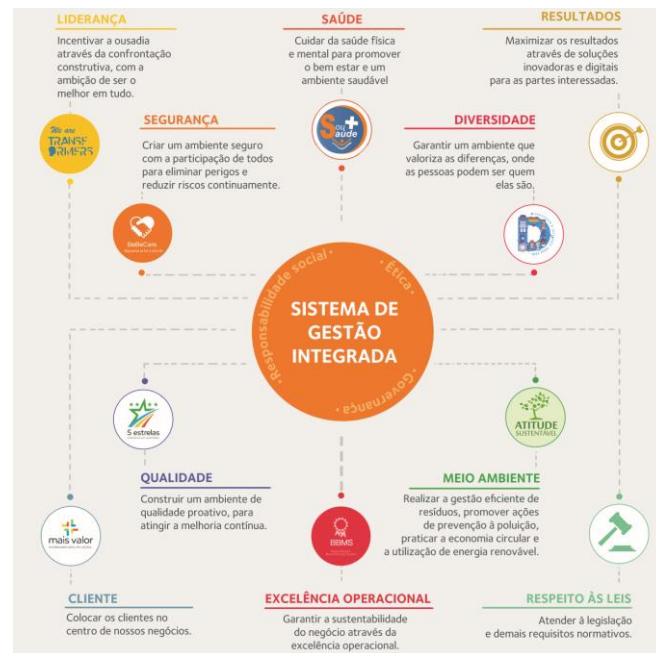 LIDERANÇA
Incentivar a ousadia
através da confrontação
construtiva, com a
ambição de ser o
melhor em tudo.
We are
TRANSF
RMERS
SAÚDE
Cuidar da saúde física
e mental para promover
o bem estar e um
ambiente saudável
Sou+
Saúde
RESULTADOS
Maximizar os resultados
através de soluções
inovadoras e digitais
para as partes interessadas.
SEGURANÇA
Criar um ambiente seguro
com a participação de todos
para eliminar perigos e
reduzir riscos continuamente.
BeBeCare
DIVERSIDADE
Garantir um ambiente que
valoriza as diferenças, onde
as pessoas podem ser quem
elas são.
D
· Responsabilidade social ·
· Ética ·
· Governança ·
SISTEMA DE
GESTÃO
INTEGRADA
5 estrelas
QUALIDADE
Construir um ambiente de
qualidade proativo, para
atingir a melhoria contínua.
ATITUDE
SUSTENTÁVEL
MEIO AMBIENTE
Realizar a gestão eficiente de
resíduos, promover ações
de prevenção à poluição,
praticar a economia circular e
a utilização de energia renovável.
mais valor
CLIENTE
Colocar os clientes no
centro de nossos negócios.
BBMS
EXCELÊNCIA OPERACIONAL
Garantir a sustentabilidade
do negócio através da
excelência operacional.
RESPEITO ÀS LEIS
Atender à legislação
e demais requisitos normativos.